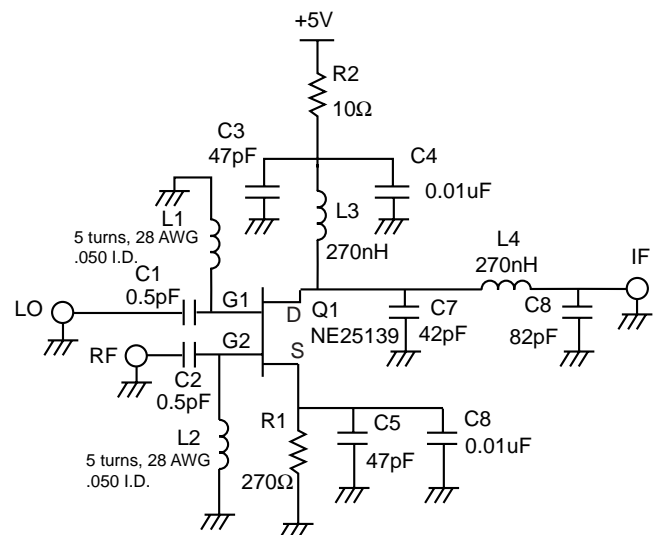 +5V
R2
10Ω
C3
47pF
C4
0.01uF
L3
270nH
L1
5 turns, 28 AWG
.050 I.D.
L4
270nH
IF
C1
0.5pF
LO
G1
D
Q1
NE25139
C7
42pF
C8
82pF
RF
G2
S
C2
0.5pF
L2
5 turns, 28 AWG
.050 I.D.
R1
270Ω
C5
47pF
C8
0.01uF